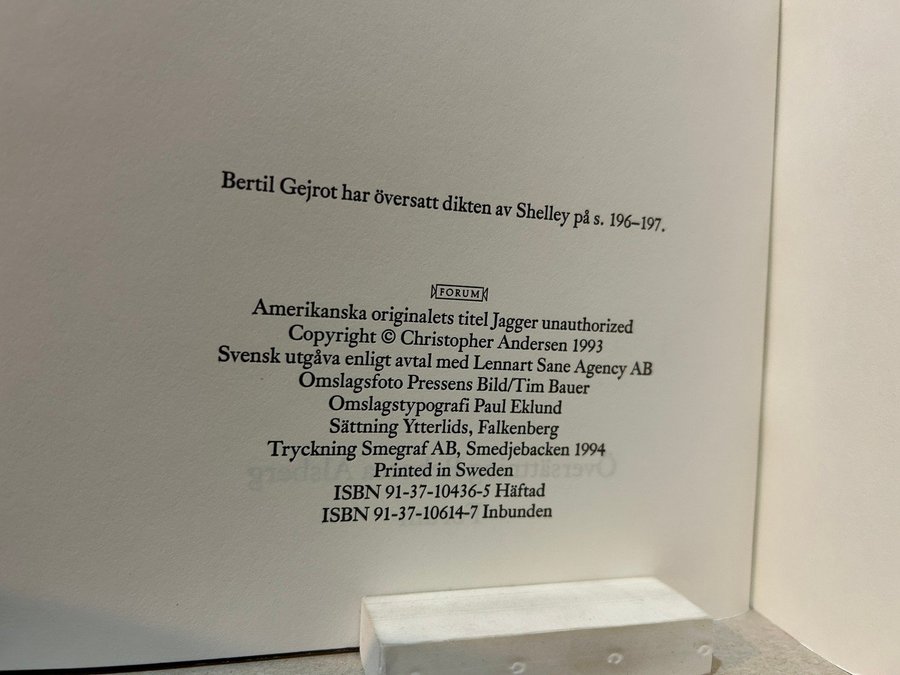 Bertil Gejrot har översatt dikten av Shelley på s. 196–197.
FORUM
Amerikanska originalets titel Jagger unauthorized
Copyright © Christopher Andersen 1993
Svensk utgåva enligt avtal med Lennart Sane Agency AB
Omslagsfoto Pressens Bild/Tim Bauer
Omslagstypografi Paul Eklund
Sättning Ytterlids, Falkenberg
Tryckning Smegraf AB, Smedjebacken 1994
Printed in Sweden
ISBN 91-37-10436-5 Häftad
ISBN 91-37-10614-7 Inbunden